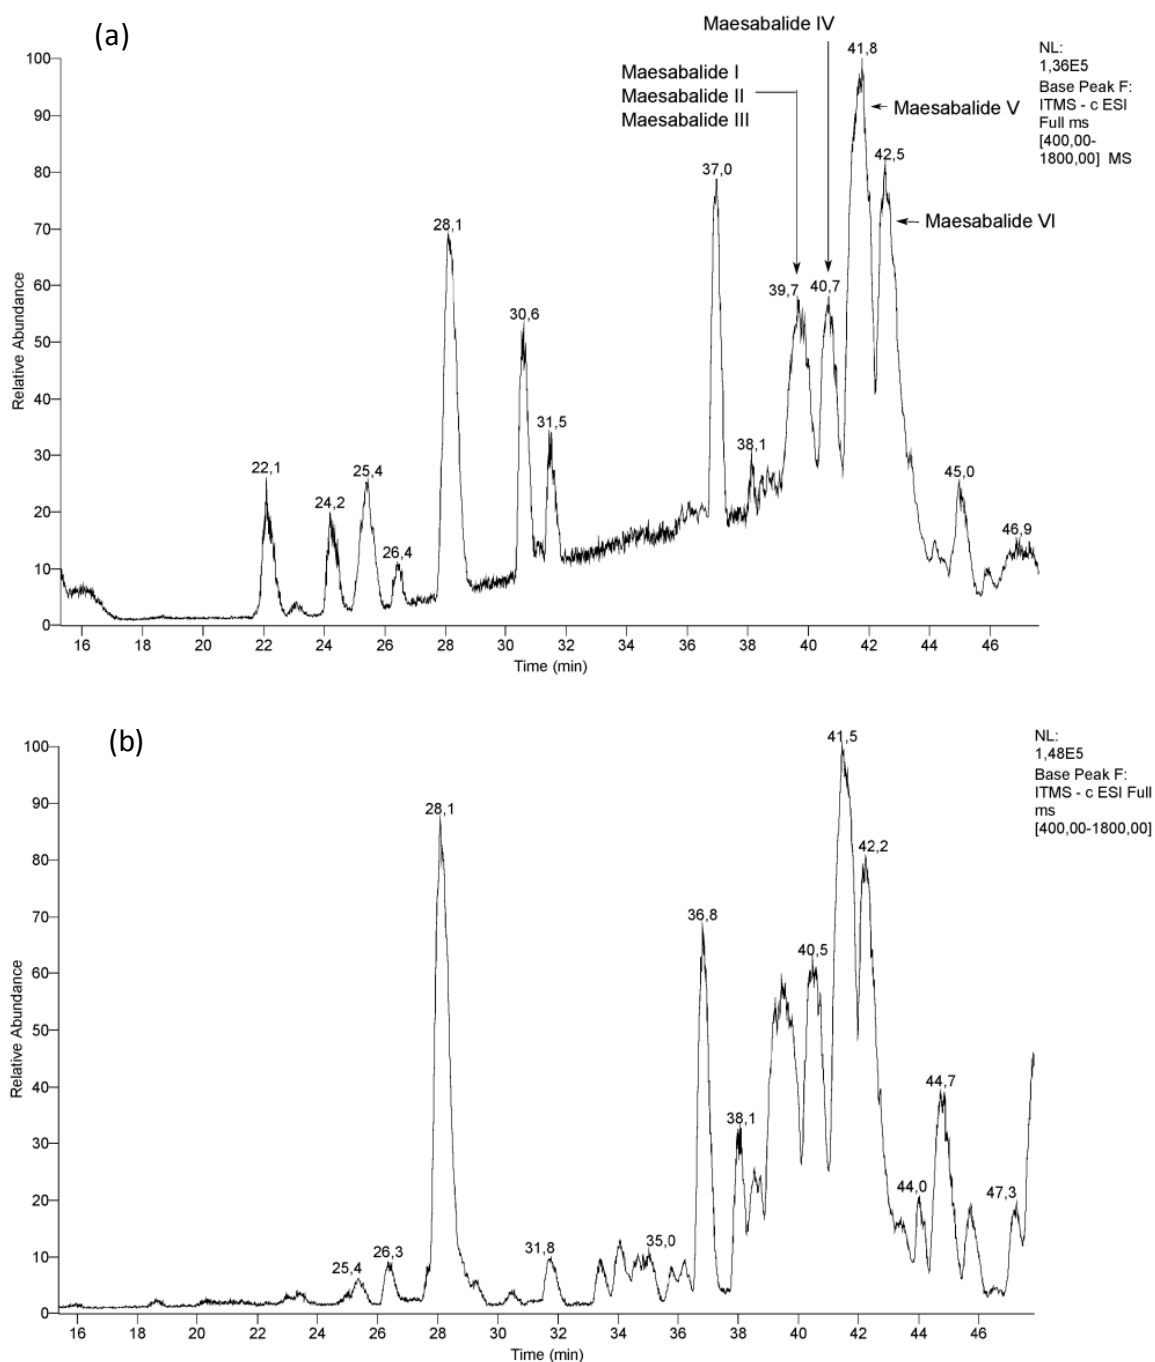 (a)
Maesabalide IV
41,8
Maesabalide I
Maesabalide II
Maesabalide III
Maesabalide V
42,5
Maesabalide VI
NL:
1,36E5
Base Peak F:
ITMS - c ESI
Full ms
[400,00-
1800,00] MS
37,0
28,1
39,7
40,7
30,6
31,5
38,1
22,1
25,4
24,2
26,4
45,0
46,9
100
90
80
70
60
50
40
30
20
10
0
Relative Abundance
16 18 20 22 24 26 28 30 32 34 36 38 40 42 44 46
Time (min)
(b)
41,5
NL:
1,48E5
Base Peak F:
ITMS - c ESI Full
ms
[400,00-1800,00]
28,1
42,2
36,8
40,5
38,1
44,7
44,0
47,3
35,0
31,8
26,3
25,4
100
90
80
70
60
50
40
30
20
10
0
Relative Abundance
16 18 20 22 24 26 28 30 32 34 36 38 40 42 44 46
Time (min)